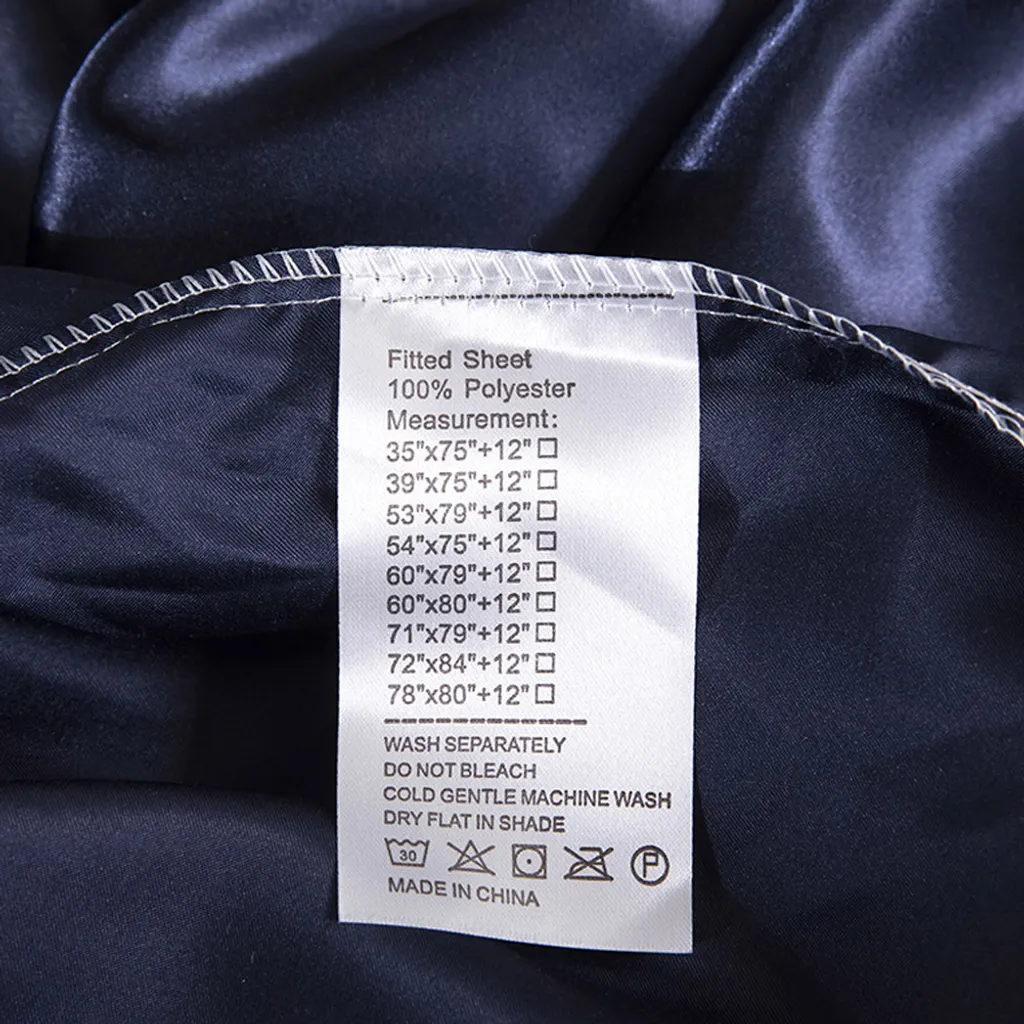 Fitted Sheet
100% Polyester
Measurement:
35"x75"+12"□
39"x75"+12"□
53"x79"+12"□
54"x75"+12"□
60"x79"+12"□
60"x80"+12"□
71"x79"+12"□
72"x84"+12"□
78"x80"+12"□
WASH SEPARATELY
DO NOT BLEACH
COLD GENTLE MACHINE WASH
DRY FLAT IN SHADE
30 P
MADE IN CHINA